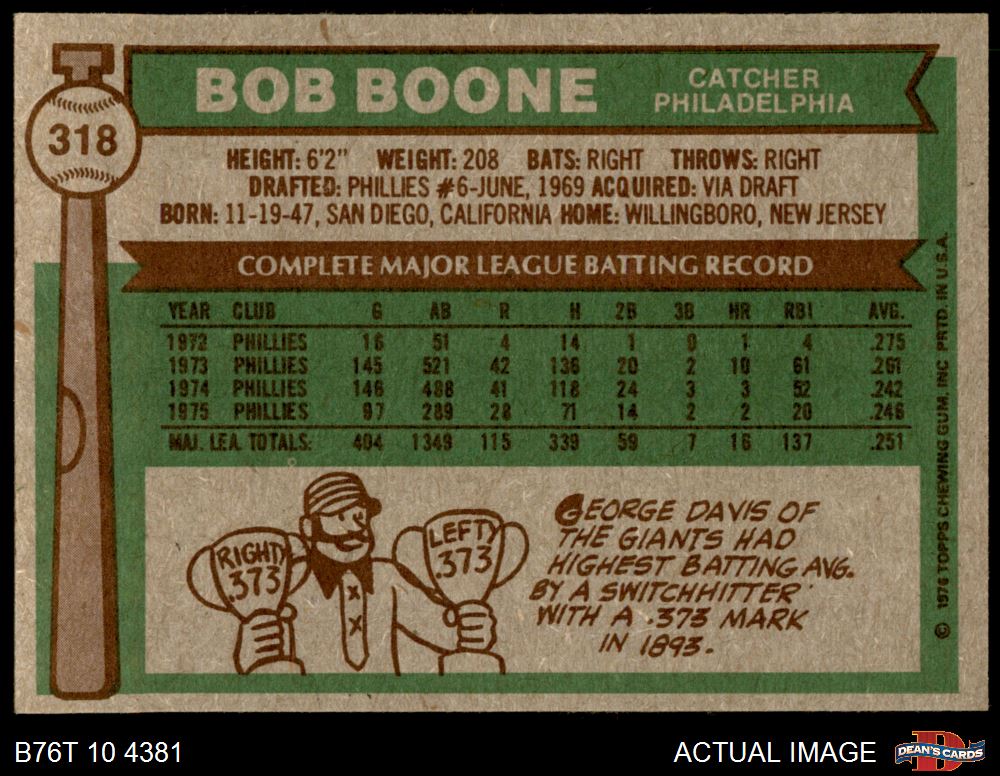 318
BOB BOONE
CATCHER
PHILADELPHIA
HEIGHT: 6'2" WEIGHT: 208 BATS: RIGHT THROWS: RIGHT
DRAFTED: PHILLIES #6-JUNE, 1969 ACQUIRED: VIA DRAFT
BORN: 11-19-47, SAN DIEGO, CALIFORNIA HOME: WILLINGBORO, NEW JERSEY
COMPLETE MAJOR LEAGUE BATTING RECORD
YEAR CLUB G AB R H 2B 3B HR RBI AVG.
1972 PHILLIES 16 51 4 14 1 0 1 4 .275
1973 PHILLIES 145 521 42 136 20 2 10 61 .261
1974 PHILLIES 146 488 41 118 24 3 3 52 .242
1975 PHILLIES 97 289 28 71 14 2 2 20 .246
MAJ. LEA. TOTALS: 404 1349 115 339 59 7 16 137 .251
RIGHTY
.373
LEFTY
.373
GEORGE DAVIS OF
THE GIANTS HAD
HIGHEST BATTING AVG.
BY A SWITCHHITTER
WITH A .373 MARK
IN 1893.
© 1976 TOPPS CHEWING GUM, INC PRTD. IN U.S.A.
B76T 10 4381
ACTUAL IMAGE
DEAN'S CARDS